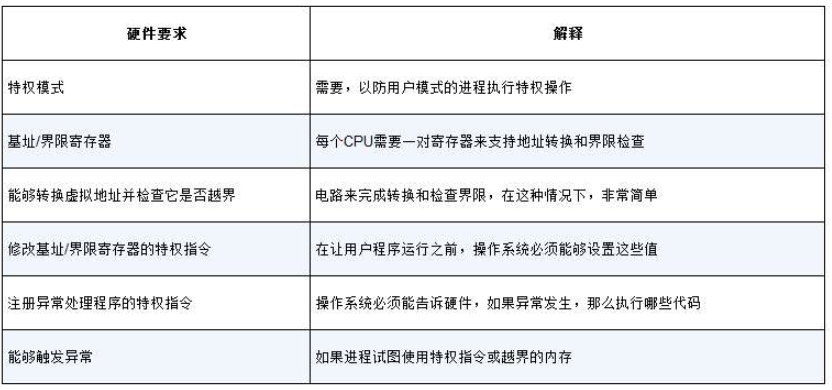 硬件要求 解释
特权模式 需要，以防用户模式的进程执行特权操作
基址/界限寄存器 每个CPU需要一对寄存器来支持地址转换和界限检查
能够转换虚拟地址并检查它是否越界 电路来完成转换和检查界限，在这种情况下，非常简单
修改基址/界限寄存器的特权指令 在让用户程序运行之前，操作系统必须能够设置这些值
注册异常处理程序的特权指令 操作系统必须能告诉硬件，如果异常发生，那么执行哪些代码
能够触发异常 如果进程试图使用特权指令或越界的内存